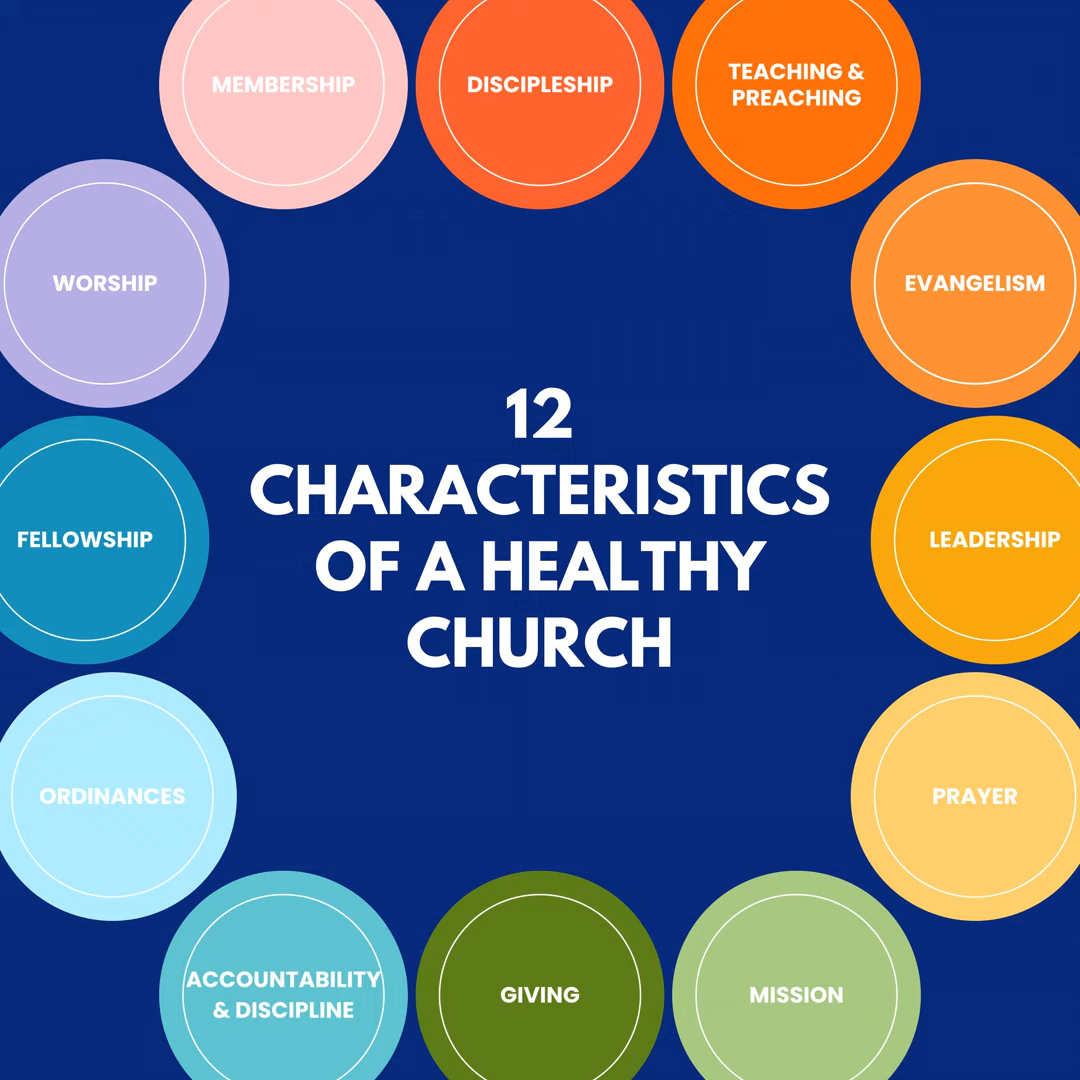 MEMBERSHIP
DISCIPLESHIP
TEACHING &
PREACHING
WORSHIP
EVANGELISM
12
CHARACTERISTICS
OF A HEALTHY
CHURCH
FELLOWSHIP
LEADERSHIP
ORDINANCES
PRAYER
ACCOUNTABILITY
& DISCIPLINE
GIVING
MISSION